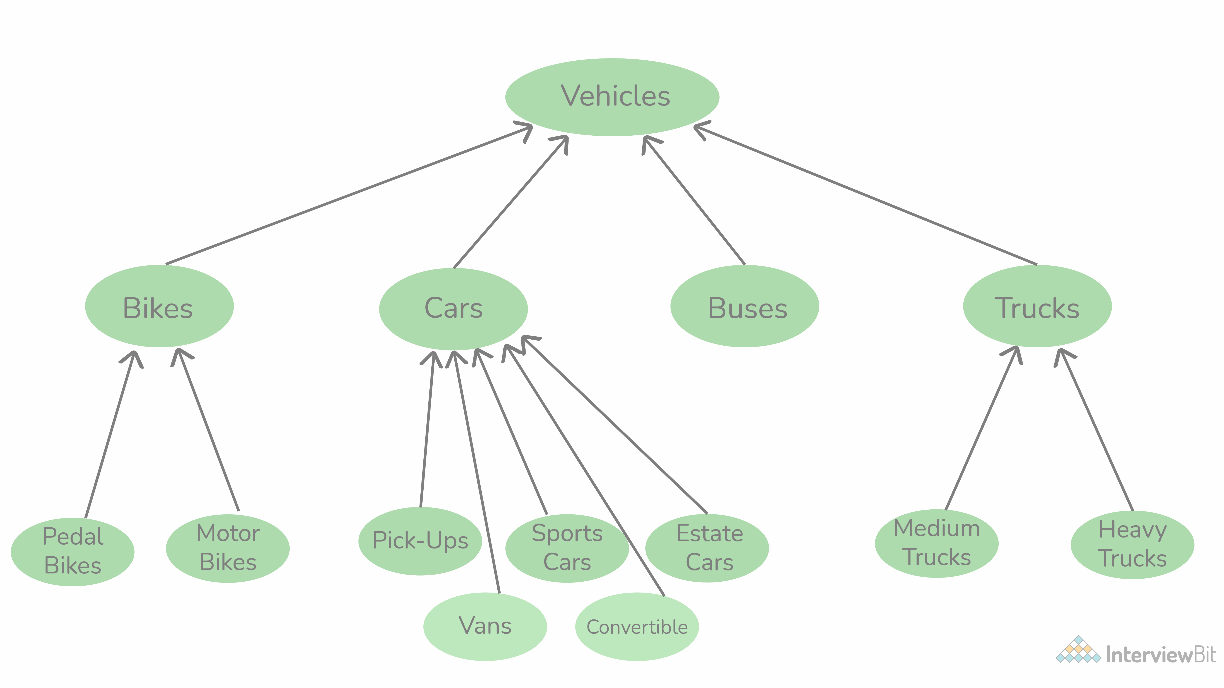 Vehicles
Bikes
Cars
Buses
Trucks
Pedal
Bikes
Motor
Bikes
Pick-Ups
Sports
Cars
Estate
Cars
Medium
Trucks
Heavy
Trucks
Vans
Convertible
InterviewBit